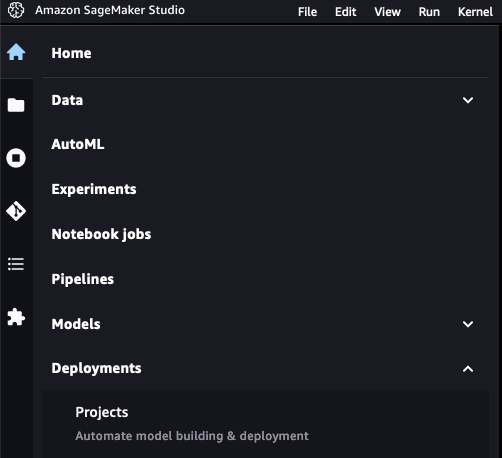 Amazon SageMaker Studio File Edit View Run Kernel
Home
Data
AutoML
Experiments
Notebook jobs
Pipelines
Models
Deployments
Projects
Automate model building & deployment